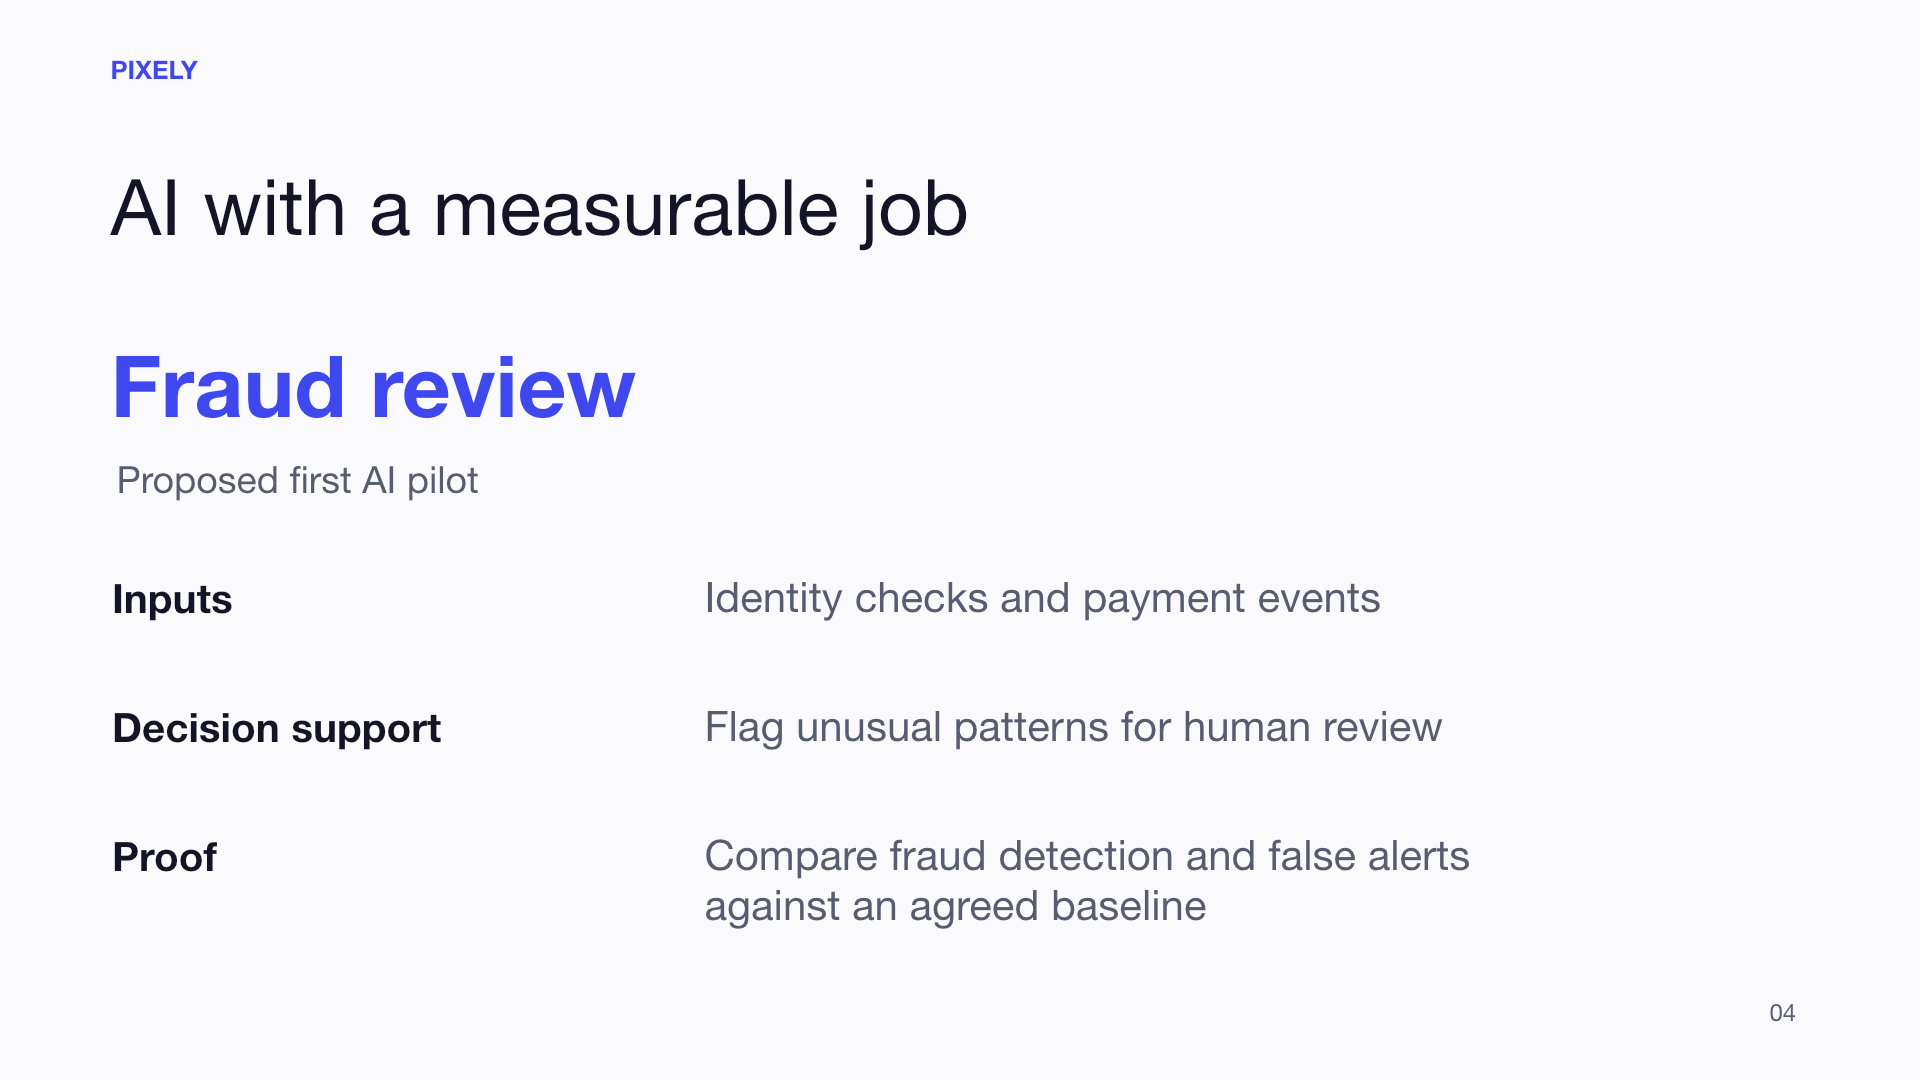 PIXELY
AI with a measurable job
Fraud review
Proposed first AI pilot
Inputs
Identity checks and payment events
Decision support
Flag unusual patterns for human review
Proof
Compare fraud detection and false alerts
against an agreed baseline
04